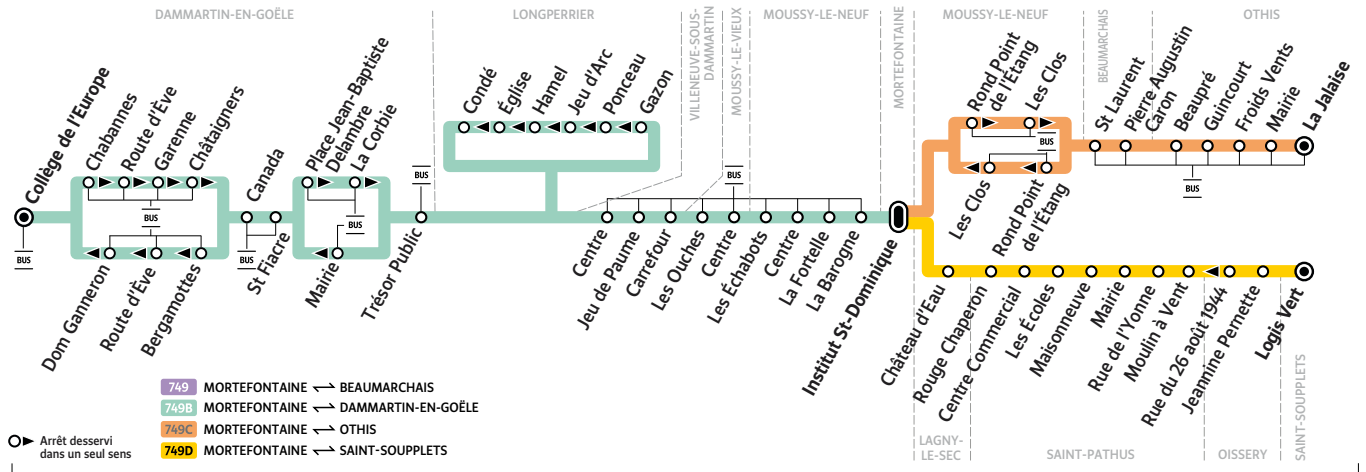 DAMMARTIN-EN-GOËLE
LONGPERRIER
VILLENEUVE-SOUS-
DAMMARTIN
MOUSSY-LE-VIEUX
MOUSSY-LE-NEUF
MORTEFONTAINE
MOUSSY-LE-NEUF
BEAUMARCHAIS
OTHIS
Collège de l'Europe
Chabannes
Route d'Ève
Garenne
Châtaigners
Canada
Place Jean-Baptiste
Delambre
La Corbie
BUS
Condé
Église
Hamel
Jeu d'Arc
Ponceau
Gazon
BUS
Rond Point
de l'Étang
Les Clos
BUS
St Laurent
Pierre Augustin
Caron
Beaupré
Guincourt
Froids Vents
Mairie
La Jalaise
BUS
BUS
BUS
BUS
BUS
BUS
Dom Ganneron
Route d'Ève
Bergamottes
St Fiacre
Mairie
Trésor Public
Centre
Jeu de Paume
Carrefour
Les Ouches
Centre
Les Échabots
Centre
La Fortelle
La Barogne
Institut St-Dominique
Les Clos
Rond Point
de l'Étang
Château d'Eau
Rouge Chaperon
Centre Commercial
Les Écoles
Maisonneuve
Mairie
Rue de l'Yonne
Moulin à Vent
Rue du 26 août 1944
Jeannine Pernette
Logis Vert
749 MORTEFONTAINE BEAUMARCHAIS
749B MORTEFONTAINE DAMMARTIN-EN-GOËLE
749C MORTEFONTAINE OTHIS
749D MORTEFONTAINE SAINT-SOUPPLETS
Arrêt desservi
dans un seul sens
LAGNY-
LE-SEC
SAINT-PATHUS
OISSERY
SAINT-SOUPPLETS